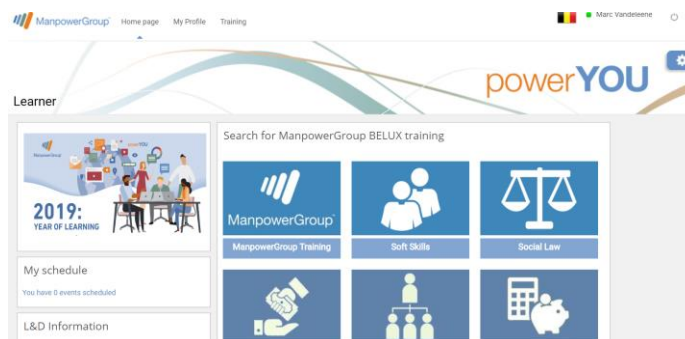 ManpowerGroup
Home page
My Profile
Training
Marc Vandeleene
powerYOU
Learner
ManpowerGroup
powerYOU
2019:
YEAR OF LEARNING
My schedule
You have 0 events scheduled
L&D Information
Search for ManpowerGroup BELUX training
ManpowerGroup
ManpowerGroup Training
Soft Skills
Social Law